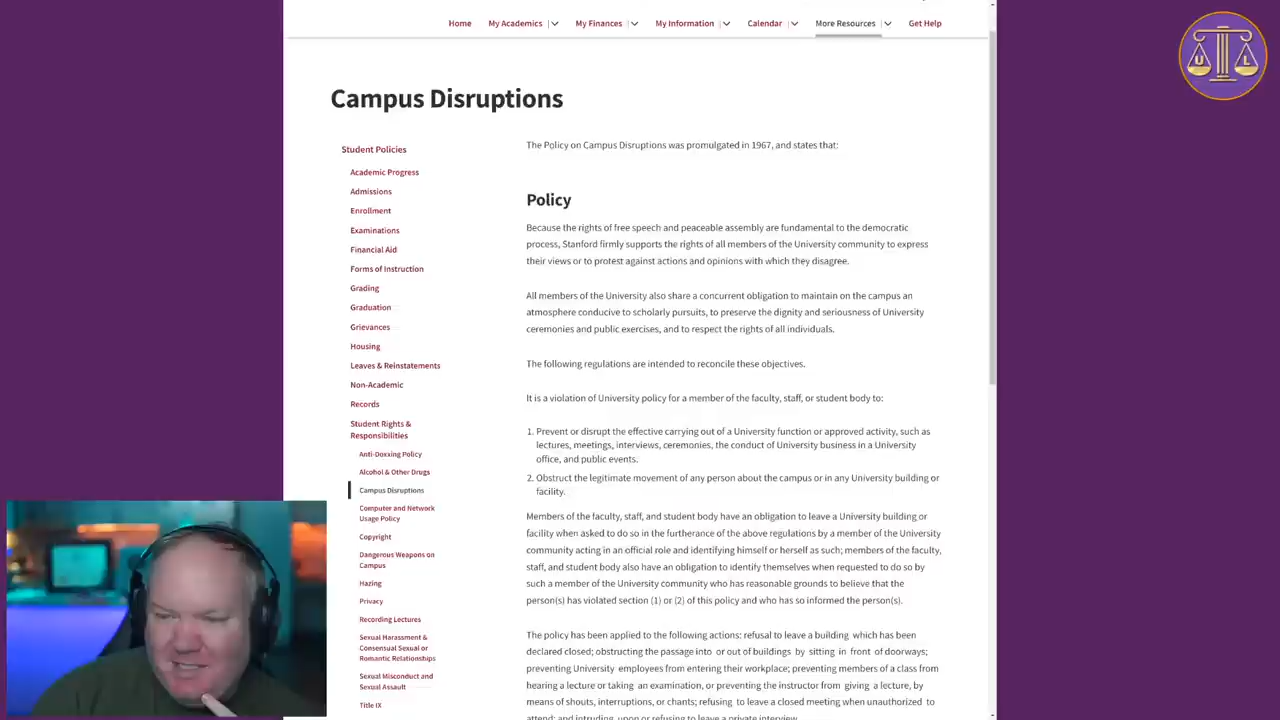 Home My Academics My Finances My Information Calendar More Resources Get Help
U L
Campus Disruptions
Student Policies
Academic Progress
Admissions
Enrollment
Examinations
Financial Aid
Forms of Instruction
Grading
Graduation
Grievances
Housing
Leaves & Reinstatements
Non-Academic
Records
Student Rights &
Responsibilities
Anti-Doxxing Policy
Alcohol & Other Drugs
Campus Disruptions
Computer and Network
Usage Policy
Copyright
Dangerous Weapons on
Campus
Hazing
Privacy
Recording Lectures
Sexual Harassment &
Consensual Sexual or
Romantic Relationships
Sexual Misconduct and
Sexual Assault
Title IX
The Policy on Campus Disruptions was promulgated in 1967, and states that:
Policy
Because the rights of free speech and peaceable assembly are fundamental to the democratic
process, Stanford firmly supports the rights of all members of the University community to express
their views or to protest against actions and opinions with which they disagree.
All members of the University also share a concurrent obligation to maintain on the campus an
atmosphere conducive to scholarly pursuits, to preserve the dignity and seriousness of University
ceremonies and public exercises, and to respect the rights of all individuals.
The following regulations are intended to reconcile these objectives.
It is a violation of University policy for a member of the faculty, staff, or student body to:
1. Prevent or disrupt the effective carrying out of a University function or approved activity, such as
lectures, meetings, interviews, ceremonies, the conduct of University business in a University
office, and public events.
2. Obstruct the legitimate movement of any person about the campus or in any University building or
facility.
Members of the faculty, staff, and student body have an obligation to leave a University building or
facility when asked to do so in the furtherance of the above regulations by a member of the University
community acting in an official role and identifying himself or herself as such; members of the faculty,
staff, and student body also have an obligation to identify themselves when requested to do so by
such a member of the University community who has reasonable grounds to believe that the
person(s) has violated section (1) or (2) of this policy and who has so informed the person(s).
The policy has been applied to the following actions: refusal to leave a building which has been
declared closed; obstructing the passage into or out of buildings by sitting in front of doorways;
preventing University employees from entering their workplace; preventing members of a class from
hearing a lecture or taking an examination, or preventing the instructor from giving a lecture, by
means of shouts, interruptions, or chants; refusing to leave a closed meeting when unauthorized to
attend; and intruding upon or refusing to leave a private interview.